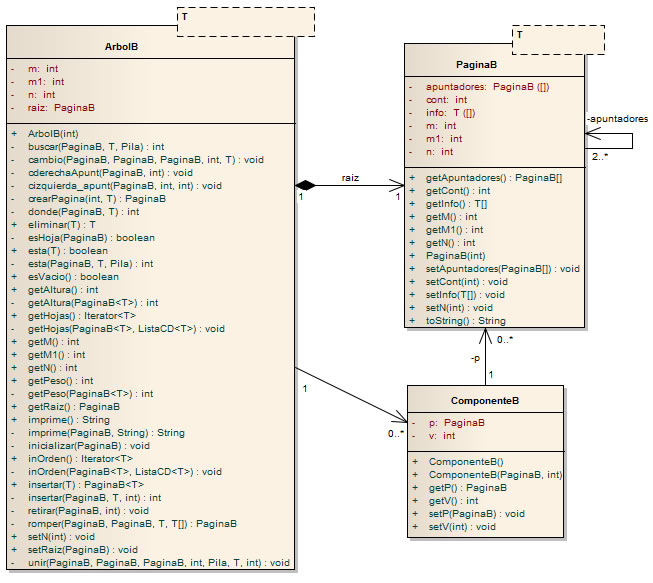 T
ArbolB
- m: int
- m1: int
- n: int
- raiz: PaginaB
+ ArbolB(int)
- buscar(PaginaB, T, Pila) : int
- cambio(PaginaB, PaginaB, PaginaB, int, T) : void
- cderechaApunt(PaginaB, int) : void
- cizquierda_apunt(PaginaB, int, int) : void
- crearPagina(int, T) : PaginaB
- donde(PaginaB, T) : int
+ eliminar(T) : T
- esHoja(PaginaB) : boolean
+ esta(T) : boolean
- esta(PaginaB, T, Pila) : int
+ esVacio() : boolean
+ getAltura() : int
- getAltura(PaginaB<T>) : int
+ getHojas() : Iterator<T>
- getHojas(PaginaB<T>, ListaCD<T>) : void
+ getM() : int
+ getM1() : int
+ getN() : int
+ getPeso() : int
- getPeso(PaginaB<T>) : int
+ getRaiz() : PaginaB
+ imprime() : String
- imprime(PaginaB, String) : String
- inicializar(PaginaB) : void
+ inOrden() : Iterator<T>
- inOrden(PaginaB<T>, ListaCD<T>) : void
+ insertar(T) : PaginaB<T>
- insertar(PaginaB, T, int) : int
- retirar(PaginaB, int) : void
- romper(PaginaB, PaginaB, T, T[]) : PaginaB
+ setN(int) : void
+ setRaiz(PaginaB) : void
- unir(PaginaB, PaginaB, PaginaB, int, Pila, T, int) : void
raiz
1
1
T
PaginaB
- apuntadores: PaginaB ([])
- cont: int
- info: T ([])
- m: int
- m1: int
- n: int
+ getApuntadores() : PaginaB[]
+ getCont() : int
+ getInfo() : T[]
+ getM() : int
+ getM1() : int
+ getN() : int
+ PaginaB(int)
+ setApuntadores(PaginaB[]) : void
+ setCont(int) : void
+ setInfo(T[]) : void
+ setN(int) : void
+ toString() : String
-apuntadores
2..*
0..*
-p
1
1
0..*
ComponenteB
- p: PaginaB
- v: int
+ ComponenteB()
+ ComponenteB(PaginaB, int)
+ getP() : PaginaB
+ getV() : int
+ setP(PaginaB) : void
+ setV(int) : void